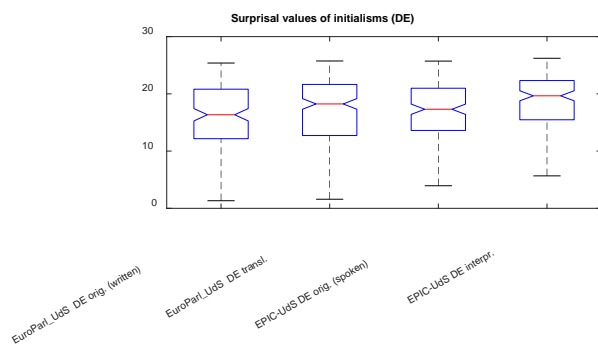 Surprisal values of initialisms (DE)
30
20
10
0
EuroParl_UdS DE orig. (written)
EuroParl_UdS DE transl.
EPIC-UdS DE orig. (spoken)
EPIC-UdS DE interpr.